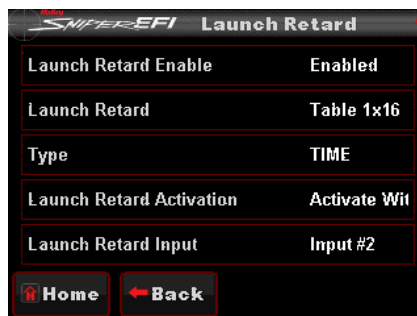 Holley
SNIPER EFI Launch Retard
Launch Retard Enable Enabled
Launch Retard Table 1x16
Type TIME
Launch Retard Activation Activate Wit
Launch Retard Input Input #2
Home Back